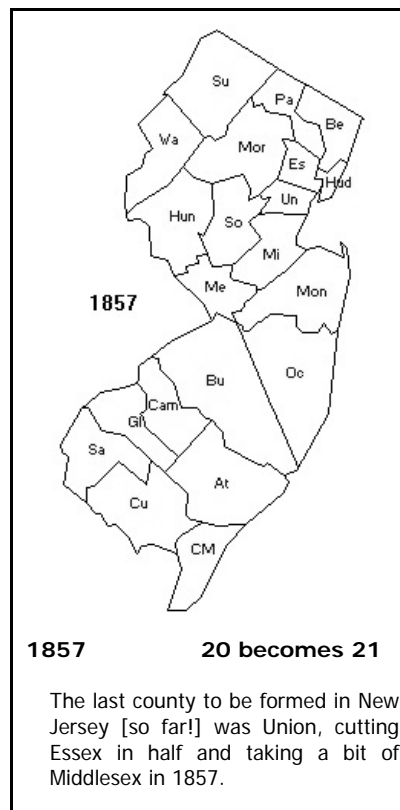 Su
Pa
Be
Wa
Mor
Es
Hud
Un
Hun
So
Mi
Me
Mon
1857
Oc
Bu
Cam
Gl
Sa
At
Cu
CM
1857 20 becomes 21
The last county to be formed in New
Jersey [so far!] was Union, cutting
Essex in half and taking a bit of
Middlesex in 1857.